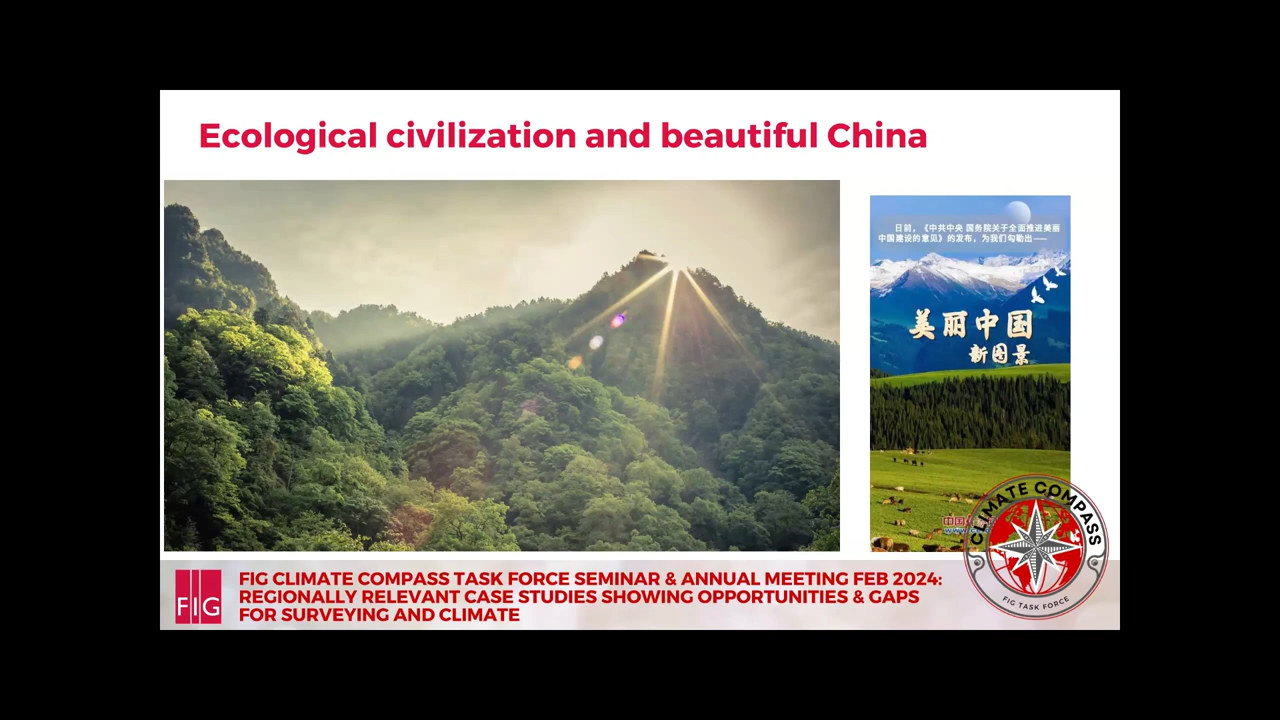 Ecological civilization and beautiful China
日前，《中共中央 国务院关于全面推进美丽
中国建设的意见》的发布，为我们勾勒出——
美丽中国
新图景
CLIMATE COMPASS
FIG TASK FORCE
FIG
FIG CLIMATE COMPASS TASK FORCE SEMINAR & ANNUAL MEETING FEB 2024:
REGIONALLY RELEVANT CASE STUDIES SHOWING OPPORTUNITIES & GAPS
FOR SURVEYING AND CLIMATE